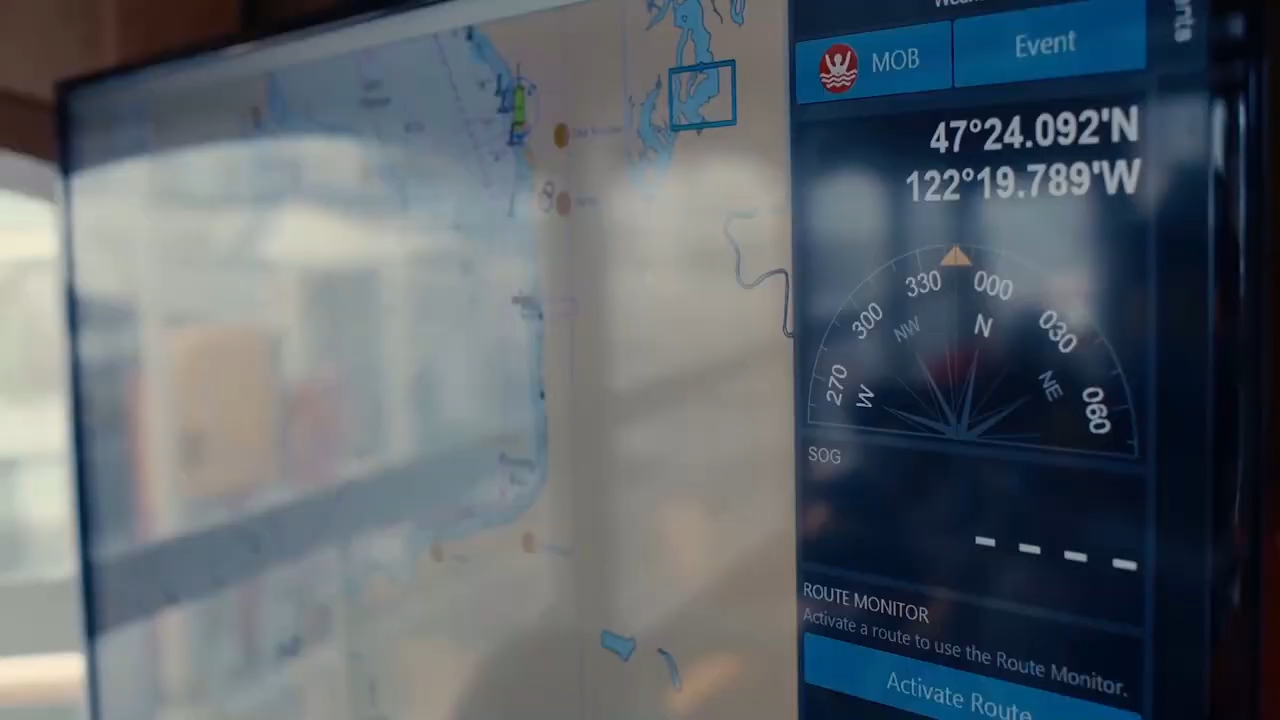 MOB
Event
47°24.092'N
122°19.789'W
330
000
300
030
NW
N
270
W
NE
060
SOG
- - - -
ROUTE MONITOR
Activate a route to use the Route Monitor.
Activate Route